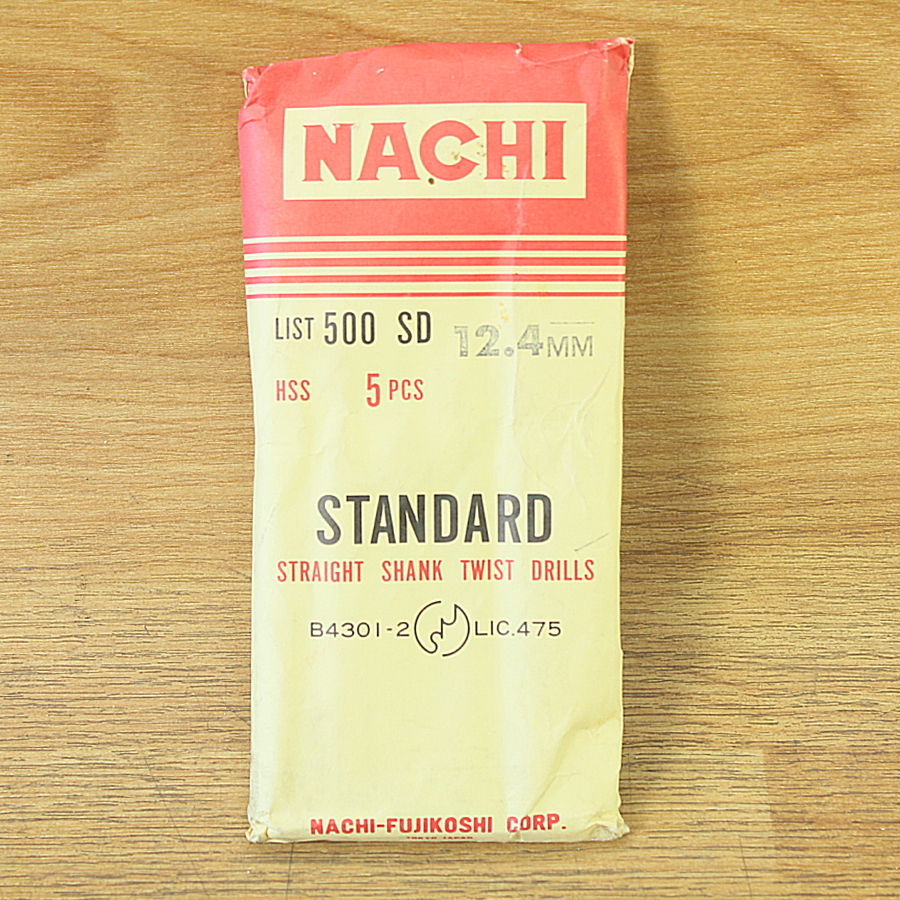 NACHI
LIST 500 SD 12.4MM
HSS 5 PCS
STANDARD
STRAIGHT SHANK TWIST DRILLS
B4301-2 LIC.475
NACHI-FUJIKOSHI CORP.